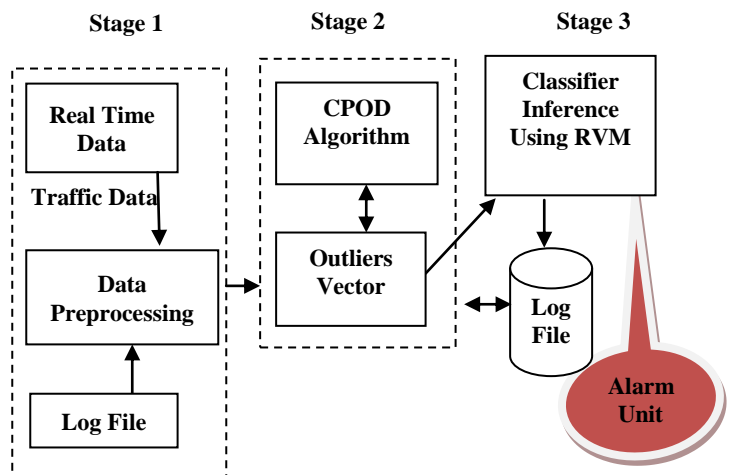 Stage 1
Stage 2
Stage 3
Real Time
Data
Traffic Data
Data
Preprocessing
Log File
CPOD
Algorithm
Outliers
Vector
Classifier
Inference
Using RVM
Log
File
Alarm
Unit